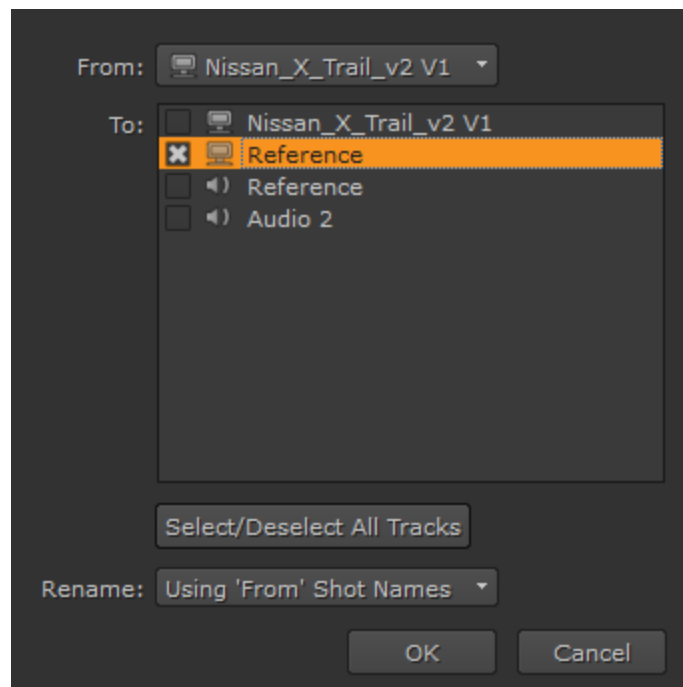 From: Nissan_X_Trail_v2 V1
To: Nissan_X_Trail_v2 V1
Reference
Reference
Audio 2
Select/Deselect All Tracks
Rename: Using 'From' Shot Names
OK Cancel